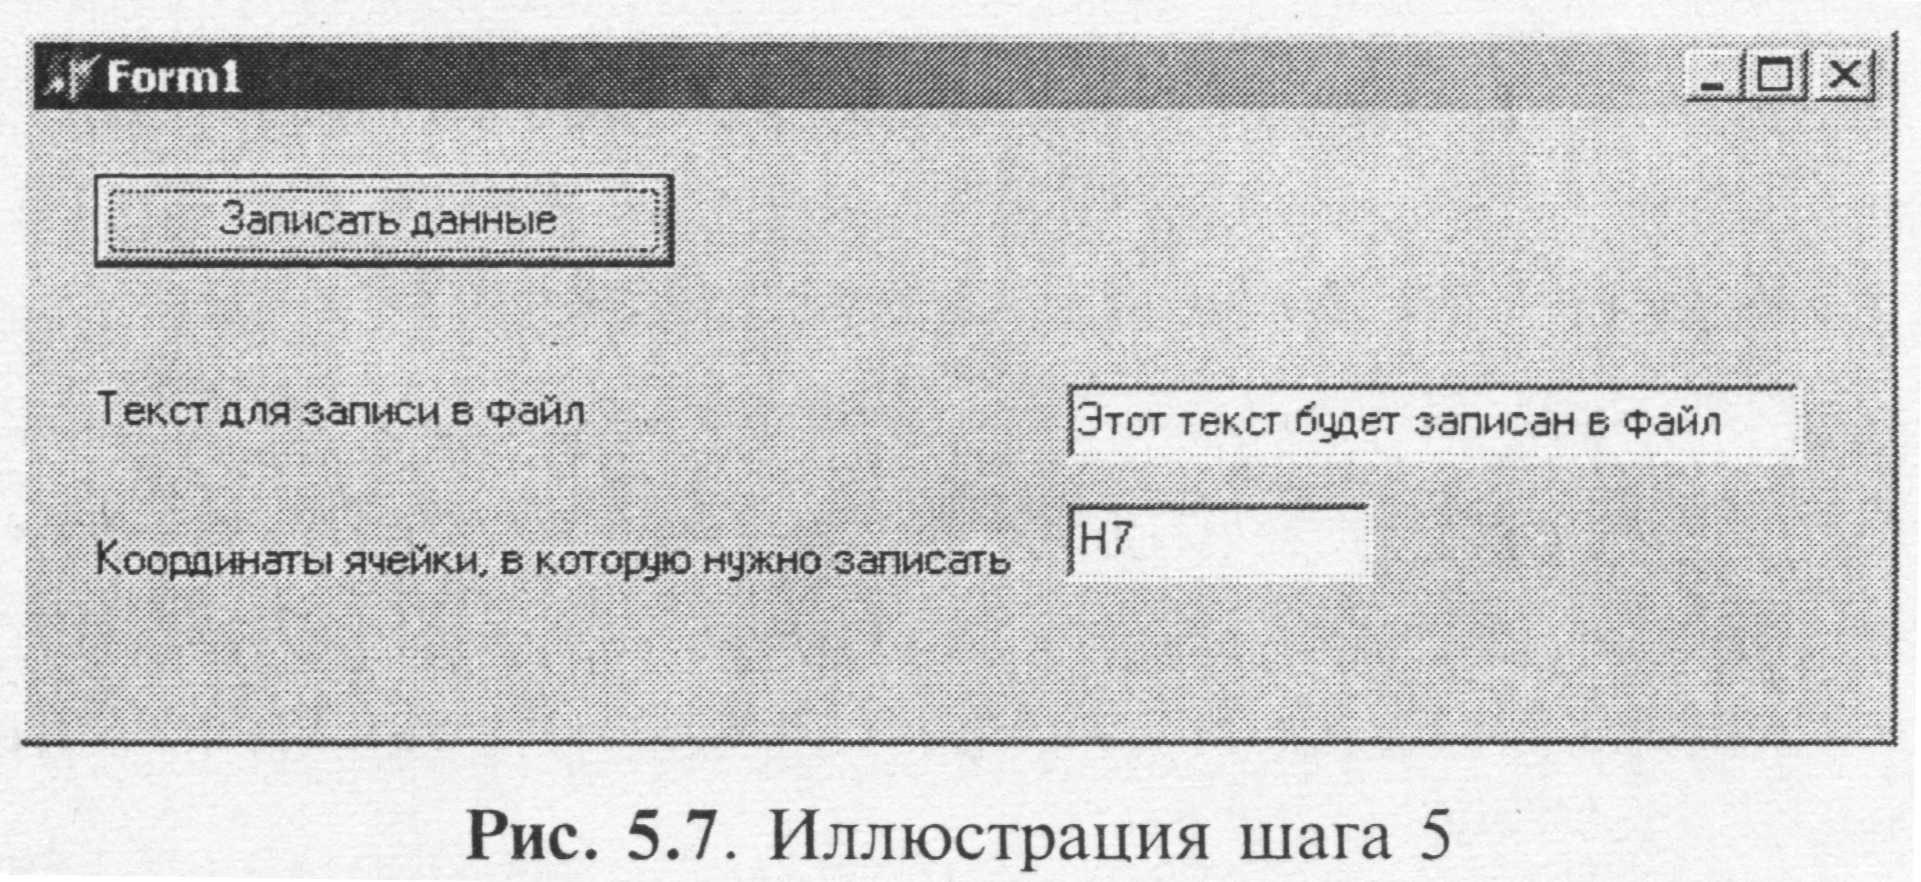 Form1
Записать данные
Текст для записи в файл
Этот текст будет записан в файл
Координаты ячейки, в которую нужно записать
H7
Рис. 5.7. Иллюстрация шага 5